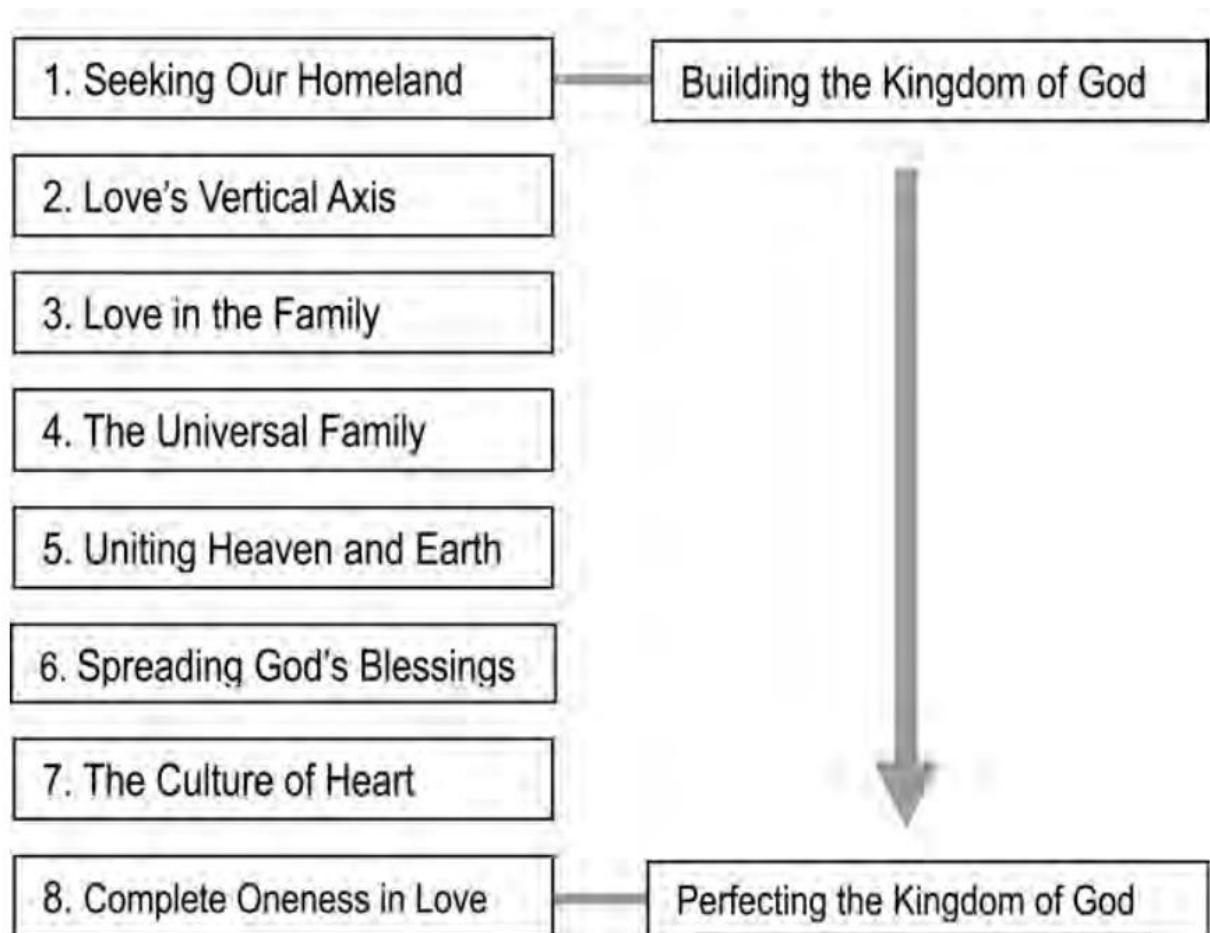 1. Seeking Our Homeland
Building the Kingdom of God
2. Love's Vertical Axis
3. Love in the Family
4. The Universal Family
5. Uniting Heaven and Earth
6. Spreading God's Blessings
7. The Culture of Heart
8. Complete Oneness in Love
Perfecting the Kingdom of God